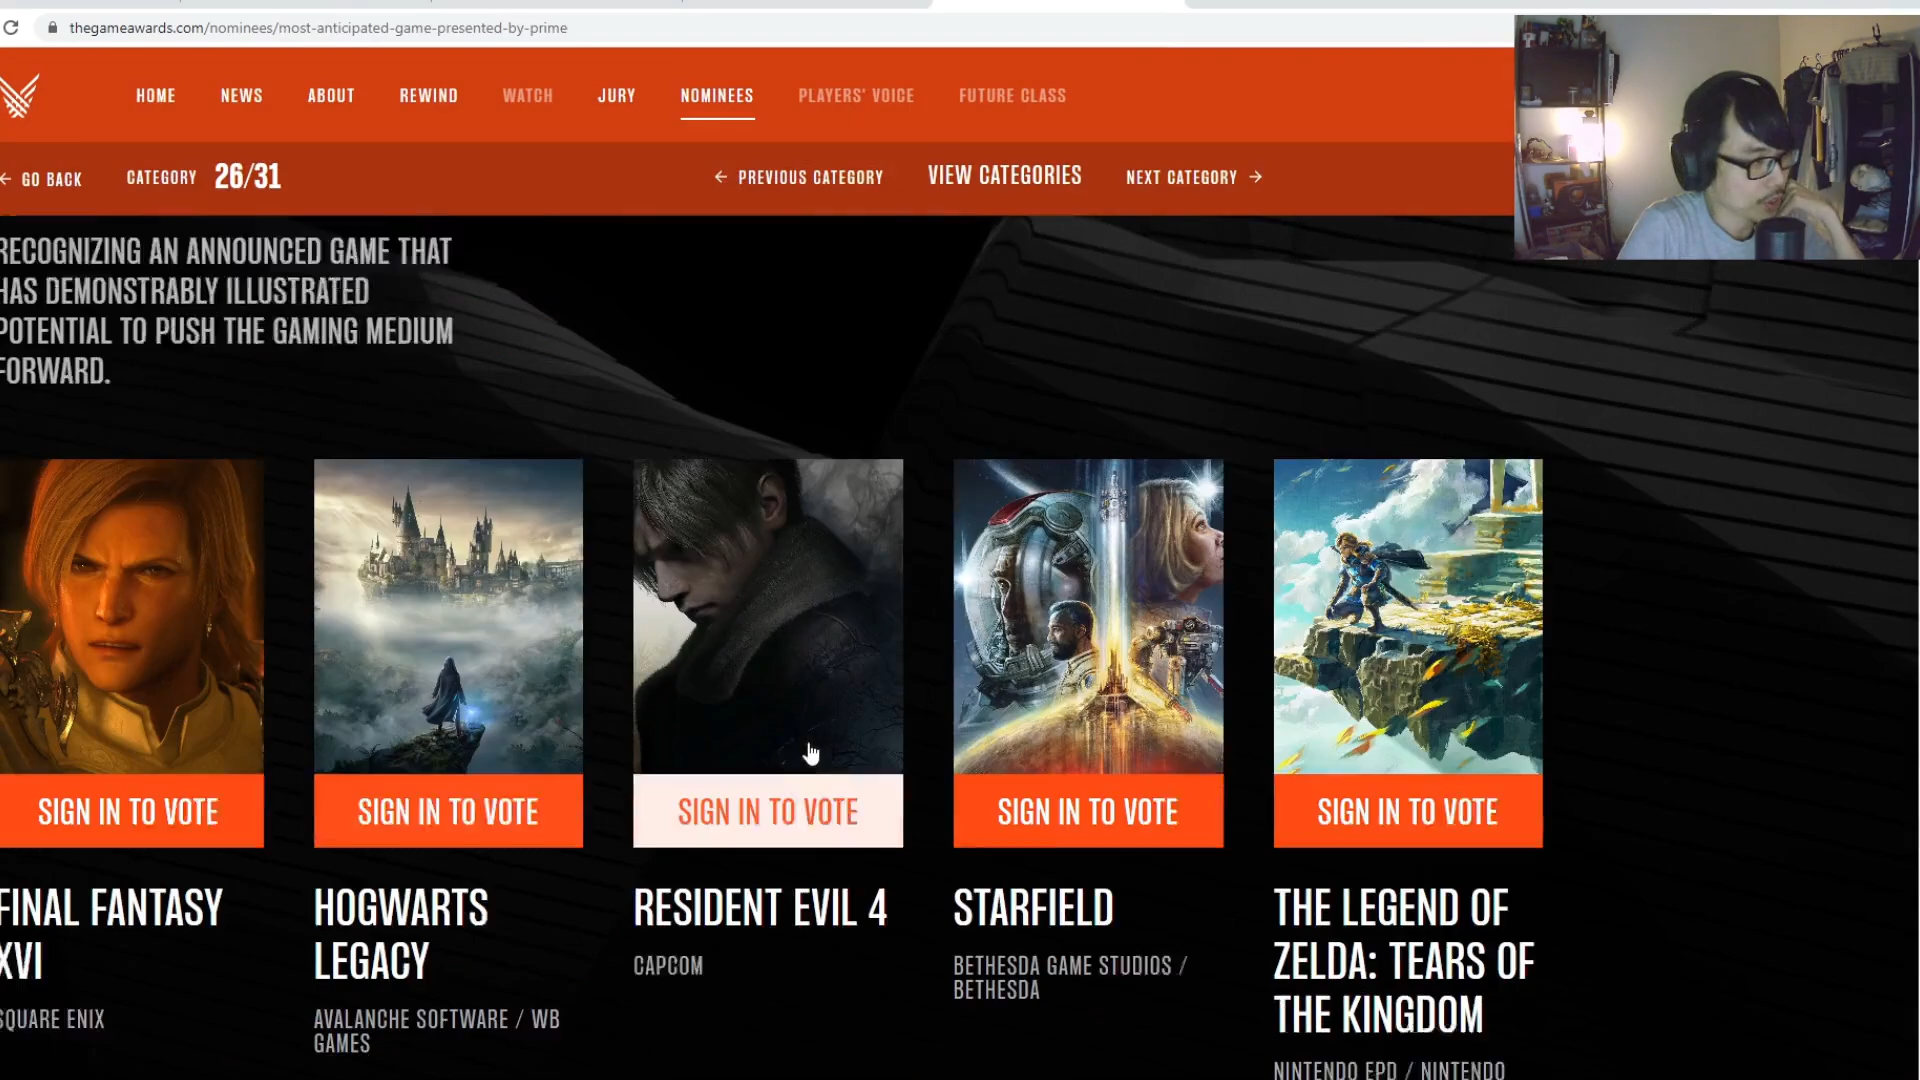 thegameawards.com/nominees/most-anticipated-game-presented-by-prime
HOME NEWS ABOUT REWIND WATCH JURY NOMINEES PLAYERS' VOICE FUTURE CLASS
← GO BACK CATEGORY 26/31 ← PREVIOUS CATEGORY VIEW CATEGORIES NEXT CATEGORY →
RECOGNIZING AN ANNOUNCED GAME THAT
HAS DEMONSTRABLY ILLUSTRATED
POTENTIAL TO PUSH THE GAMING MEDIUM
FORWARD.
SIGN IN TO VOTE
FINAL FANTASY
XVI
SQUARE ENIX
SIGN IN TO VOTE
HOGWARTS
LEGACY
AVALANCHE SOFTWARE / WB
GAMES
SIGN IN TO VOTE
RESIDENT EVIL 4
CAPCOM
SIGN IN TO VOTE
STARFIELD
BETHESDA GAME STUDIOS /
BETHESDA
SIGN IN TO VOTE
THE LEGEND OF
ZELDA: TEARS OF
THE KINGDOM
NINTENDO EPD / NINTENDO